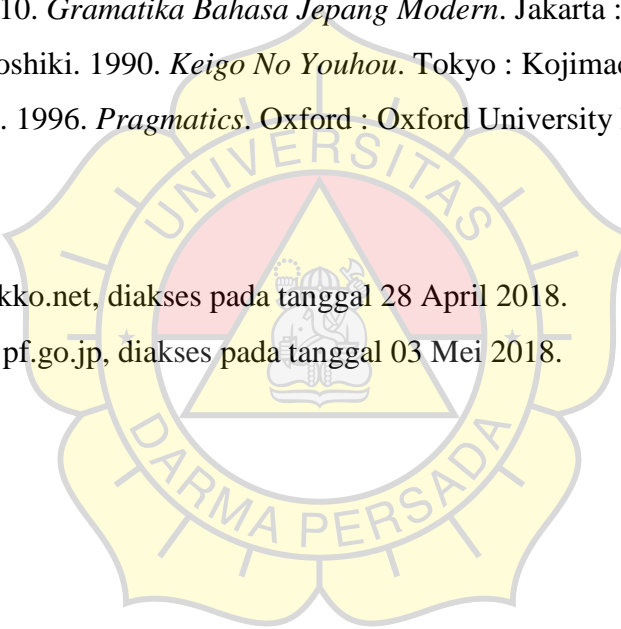 10. Gramatika Bahasa Jepang Modern. Jakarta :
oshiki. 1990. Keigo No Youhou. Tokyo : Kojima
. 1996. Pragmatics. Oxford : Oxford University
UNIVERSITAS
kko.net, diakses pada tanggal 28 April 2018.
pf.go.jp, diakses pada tanggal 03 Mei 2018.
DARMA PERSADA